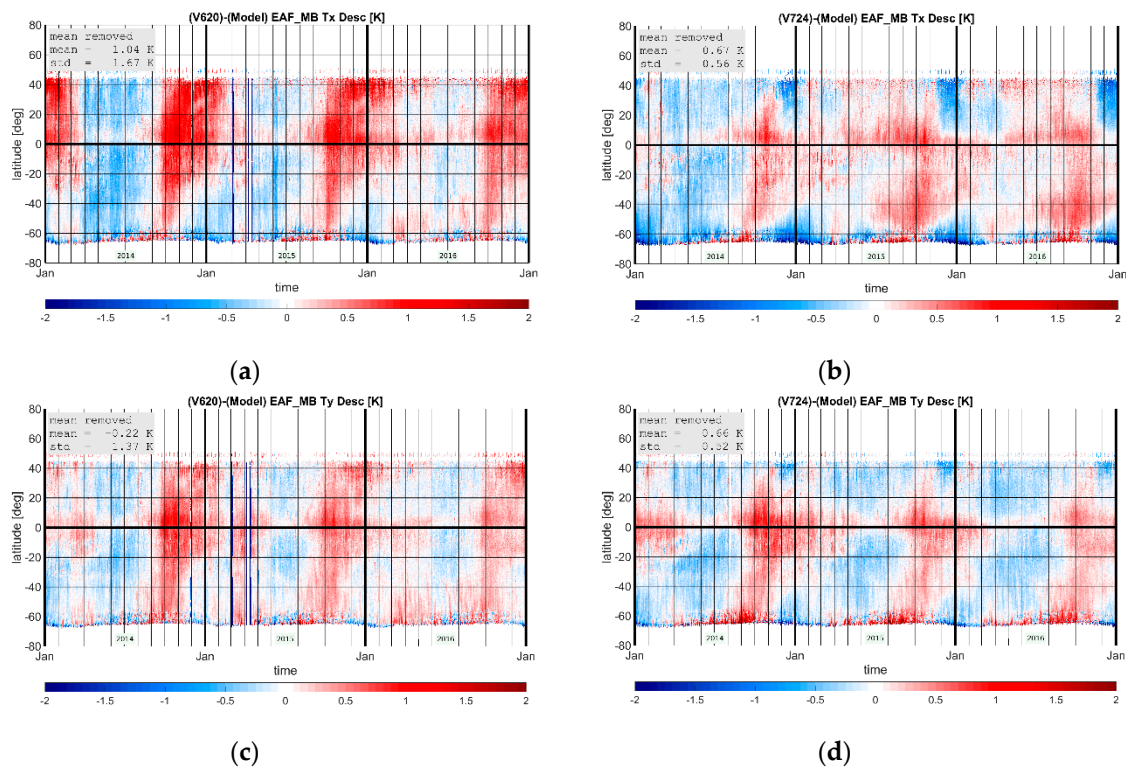 (V620)-(Model) EAF_MB Tx Desc [K]
mean removed
mean = 1.04 K
std = 1.67 K
80
60
40
20
0
-20
-40
-60
-80
latitude [deg]
2014
2015
2016
Jan
Jan
Jan
Jan
time
-2
-1.5
-1
-0.5
0
0.5
1
1.5
2
(a)
(V724)-(Model) EAF_MB Tx Desc [K]
mean removed
mean = 0.67 K
std = 0.56 K
80
60
40
20
0
-20
-40
-60
-80
latitude [deg]
2014
2015
2016
Jan
Jan
Jan
Jan
time
-2
-1.5
-1
-0.5
0
0.5
1
1.5
2
(b)
(V620)-(Model) EAF_MB Ty Desc [K]
mean removed
mean = -0.22 K
std = 1.37 K
80
60
40
20
0
-20
-40
-60
-80
latitude [deg]
2014
2015
2016
Jan
Jan
Jan
Jan
time
-2
-1.5
-1
-0.5
0
0.5
1
1.5
2
(c)
(V724)-(Model) EAF_MB Ty Desc [K]
mean removed
mean = 0.66 K
std = 0.52 K
80
60
40
20
0
-20
-40
-60
-80
latitude [deg]
2014
2015
2016
Jan
Jan
Jan
Jan
time
-2
-1.5
-1
-0.5
0
0.5
1
1.5
2
(d)